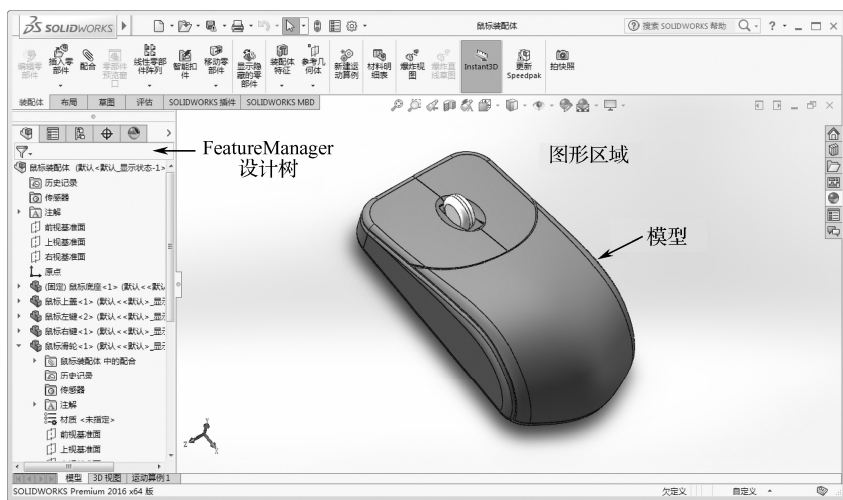 SOLIDWORKS
鼠标装配体
搜索 SOLIDWORKS 帮助
编辑零部件
插入零部件
配合
零部件预览窗口
线性零部件阵列
智能扣件
移动零部件
显示隐藏的零部件
装配体特征
参考几何体
新建运动算例
材料明细表
爆炸视图
爆炸直线草图
Instant3D
更新 Speedpak
拍快照
装配体 布局 草图 评估 SOLIDWORKS 插件 SOLIDWORKS MBD
FeatureManager
设计树
图形区域
模型
鼠标装配体 (默认<默认_显示状态-1>
历史记录
传感器
注解
前视基准面
上视基准面
右视基准面
原点
(固定) 鼠标底座<1> (默认<<默认
鼠标上盖<1> (默认<<默认>_显示
鼠标左键<2> (默认<<默认>_显示
鼠标右键<1> (默认<<默认>_显示
鼠标滑轮<1> (默认<<默认>_显示
鼠标装配体 中的配合
历史记录
传感器
注解
材质 <未指定>
前视基准面
上视基准面
Y
Z
X
模型 3D 视图 运动算例1
SOLIDWORKS Premium 2016 x64 版
欠定义 自定义